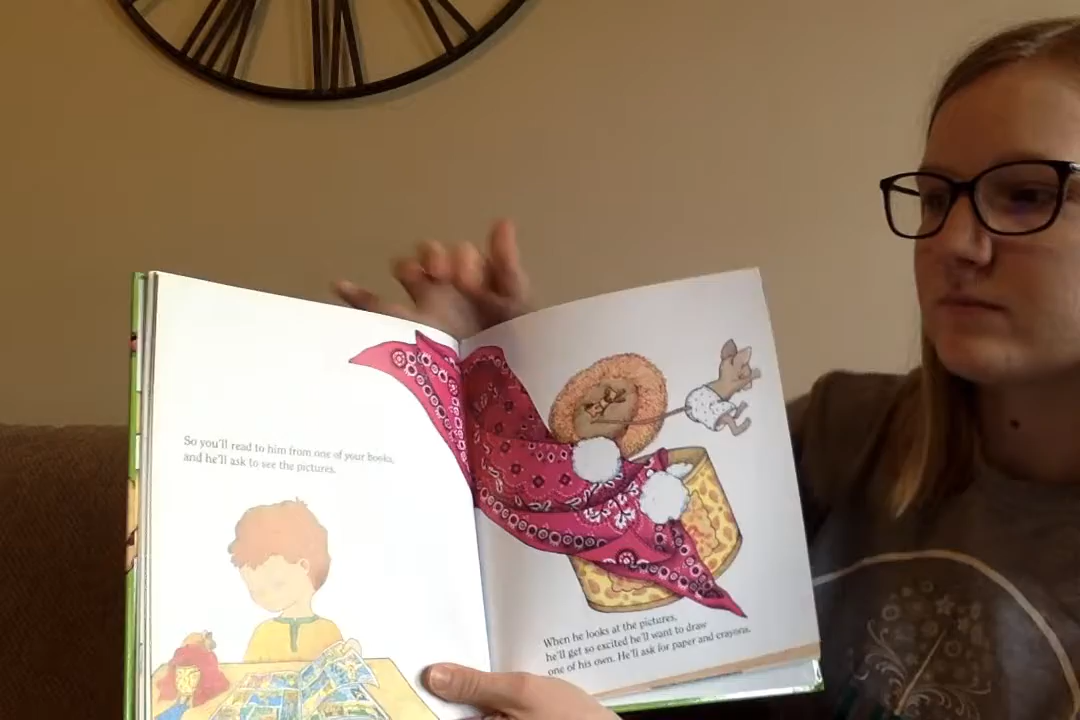 So you'll read to him from one of your books,
and he'll ask to see the pictures.
When he looks at the pictures,
he'll get so excited he'll want to draw
one of his own. He'll ask for paper and crayons.